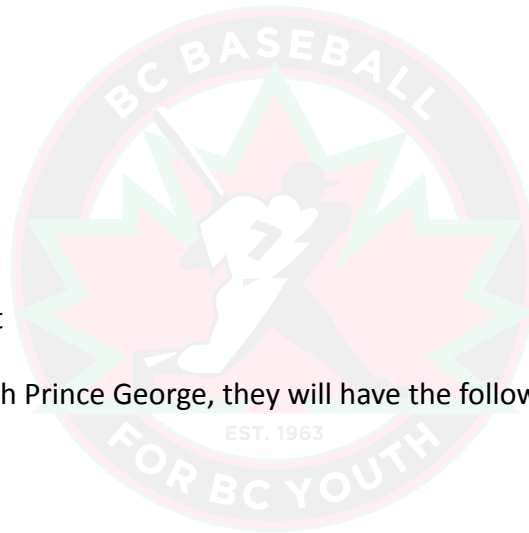 BC BASEBALL
t
h Prince George, they will have the follow
EST. 1963
FOR BC YOUTH